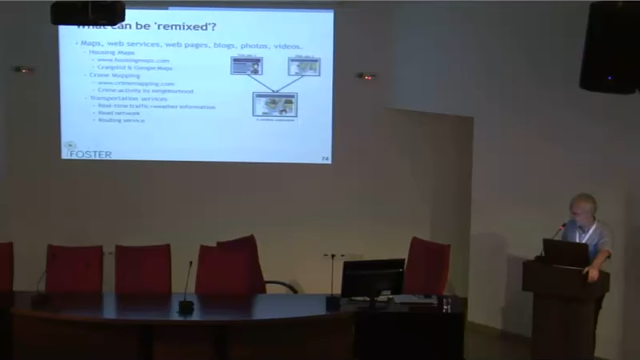 What can be 'remixed'?
• Maps, web services, web pages, blogs, photos, videos.
- Housing Maps
- www.housingmaps.com
- Craigslist & Google Maps
- Crime Mapping
- www.crimemapping.com
- Crime activity by neighborhood
- Transportation services
- Real-time traffic+weather information
- Road network
- Routing service
FOSTER
14